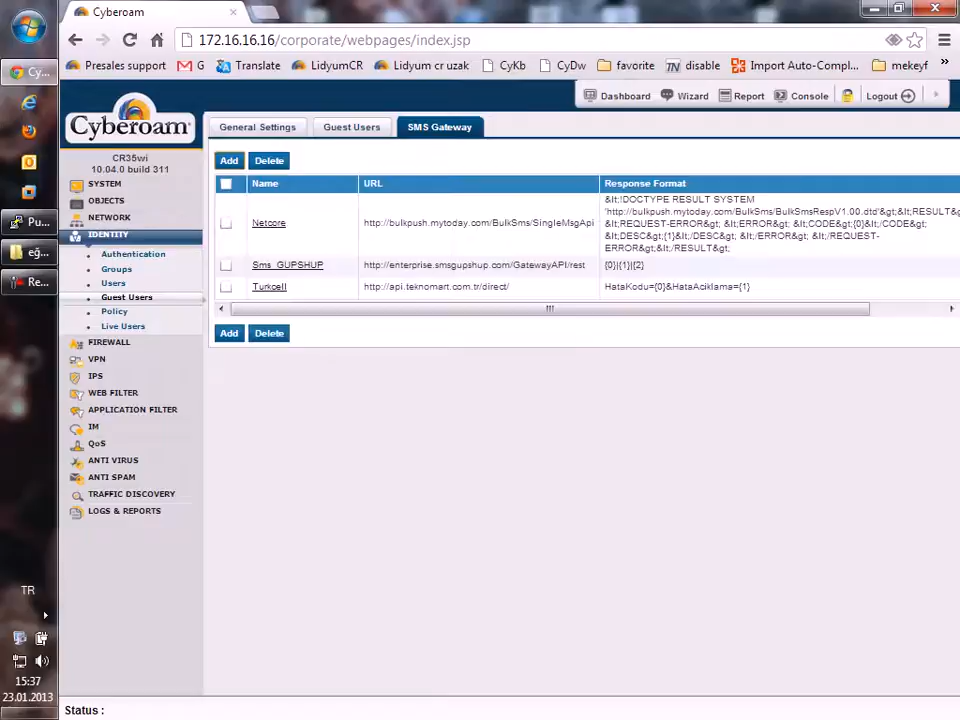 Cyberoam
172.16.16.16/corporate/webpages/index.jsp
Presales support
G
Translate
LidyumCR
Lidyum cr uzak
CyKb
CyDw
favorite
disable
Import Auto-Compl...
mekeyf
»
Cy...
Pu...
eğ...
Re...
TR
15:37
23.01.2013
Dashboard
Wizard
Report
Console
Logout
Cyberoam
CR35wi
10.04.0 build 311
SYSTEM
OBJECTS
NETWORK
IDENTITY
Authentication
Groups
Users
Guest Users
Policy
Live Users
FIREWALL
VPN
IPS
WEB FILTER
APPLICATION FILTER
IM
QoS
ANTI VIRUS
ANTI SPAM
TRAFFIC DISCOVERY
LOGS & REPORTS
General Settings
Guest Users
SMS Gateway
Add
Delete
Name
URL
Response Format
Netcore
http://bulkpush.mytoday.com/BulkSms/SingleMsgApi
&lt;!DOCTYPE RESULT SYSTEM
'http://bulkpush.mytoday.com/BulkSms/BulkSmsRespV1.00.dtd'&gt;&lt;RESULT&g
&lt;REQUEST-ERROR&gt; &lt;ERROR&gt; &lt;CODE&gt;{0}&lt;/CODE&gt;
&lt;DESC&gt;{1}&lt;/DESC&gt; &lt;/ERROR&gt; &lt;/REQUEST-
ERROR&gt;&lt;/RESULT&gt;
Sms_GUPSHUP
http://enterprise.smsgupshup.com/GatewayAPI/rest
{0}|{1}|{2}
Turkcell
http://api.teknomart.com.tr/direct/
HataKodu={0}&HataAciklama={1}
Add
Delete
Status :